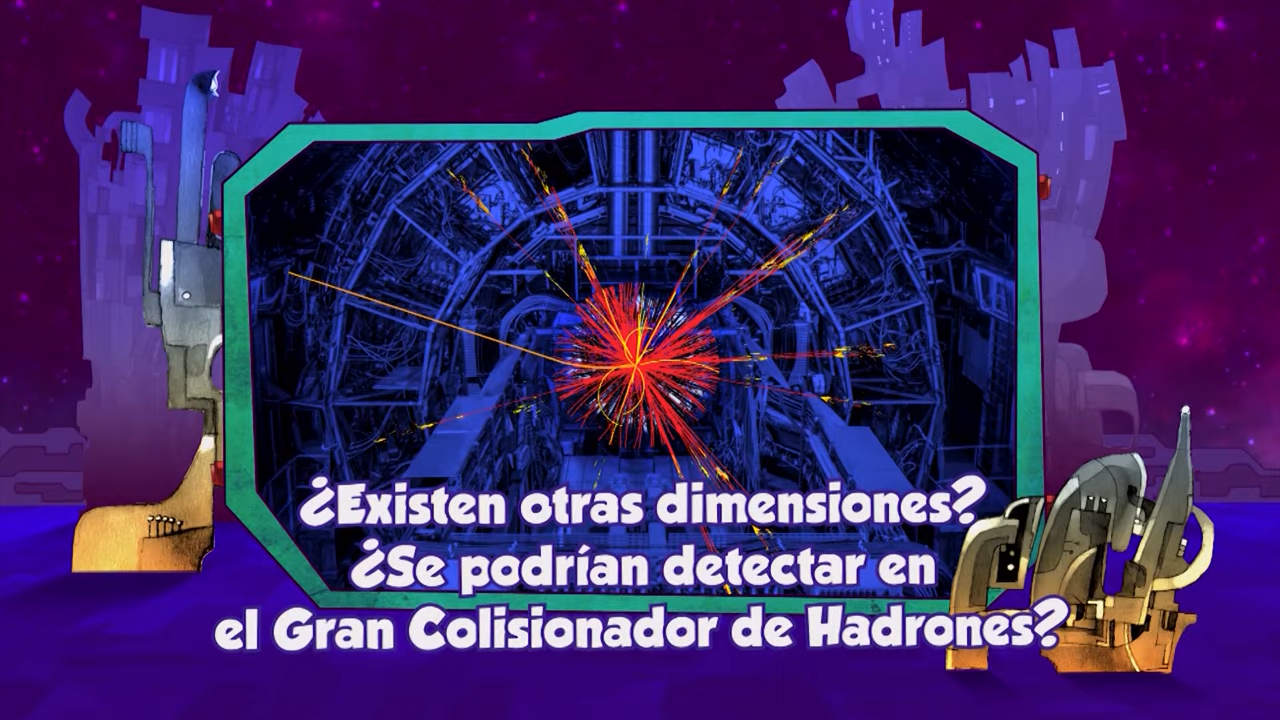 ¿Existen otras dimensiones?
¿Se podrían detectar en
el Gran Colisionador de Hadrones?